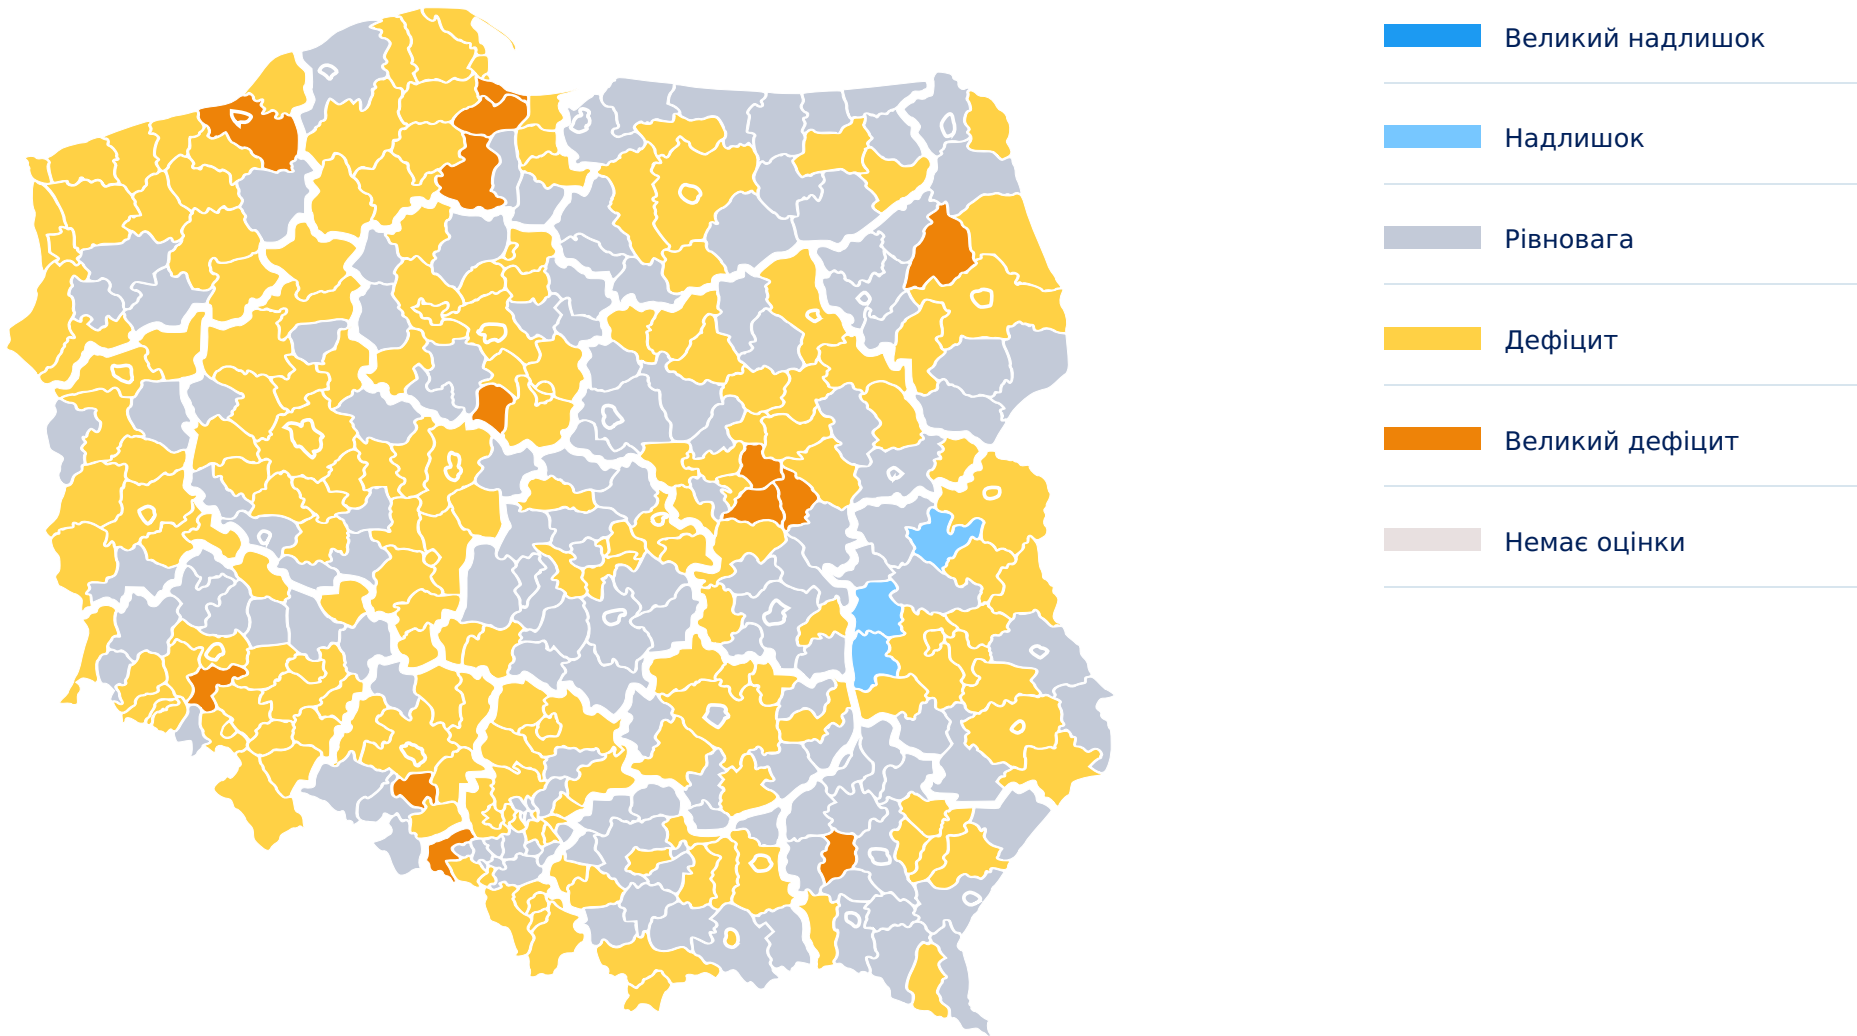 Великий надлишок
Надлишок
Рівновага
Дефіцит
Великий дефіцит
Немає оцінки